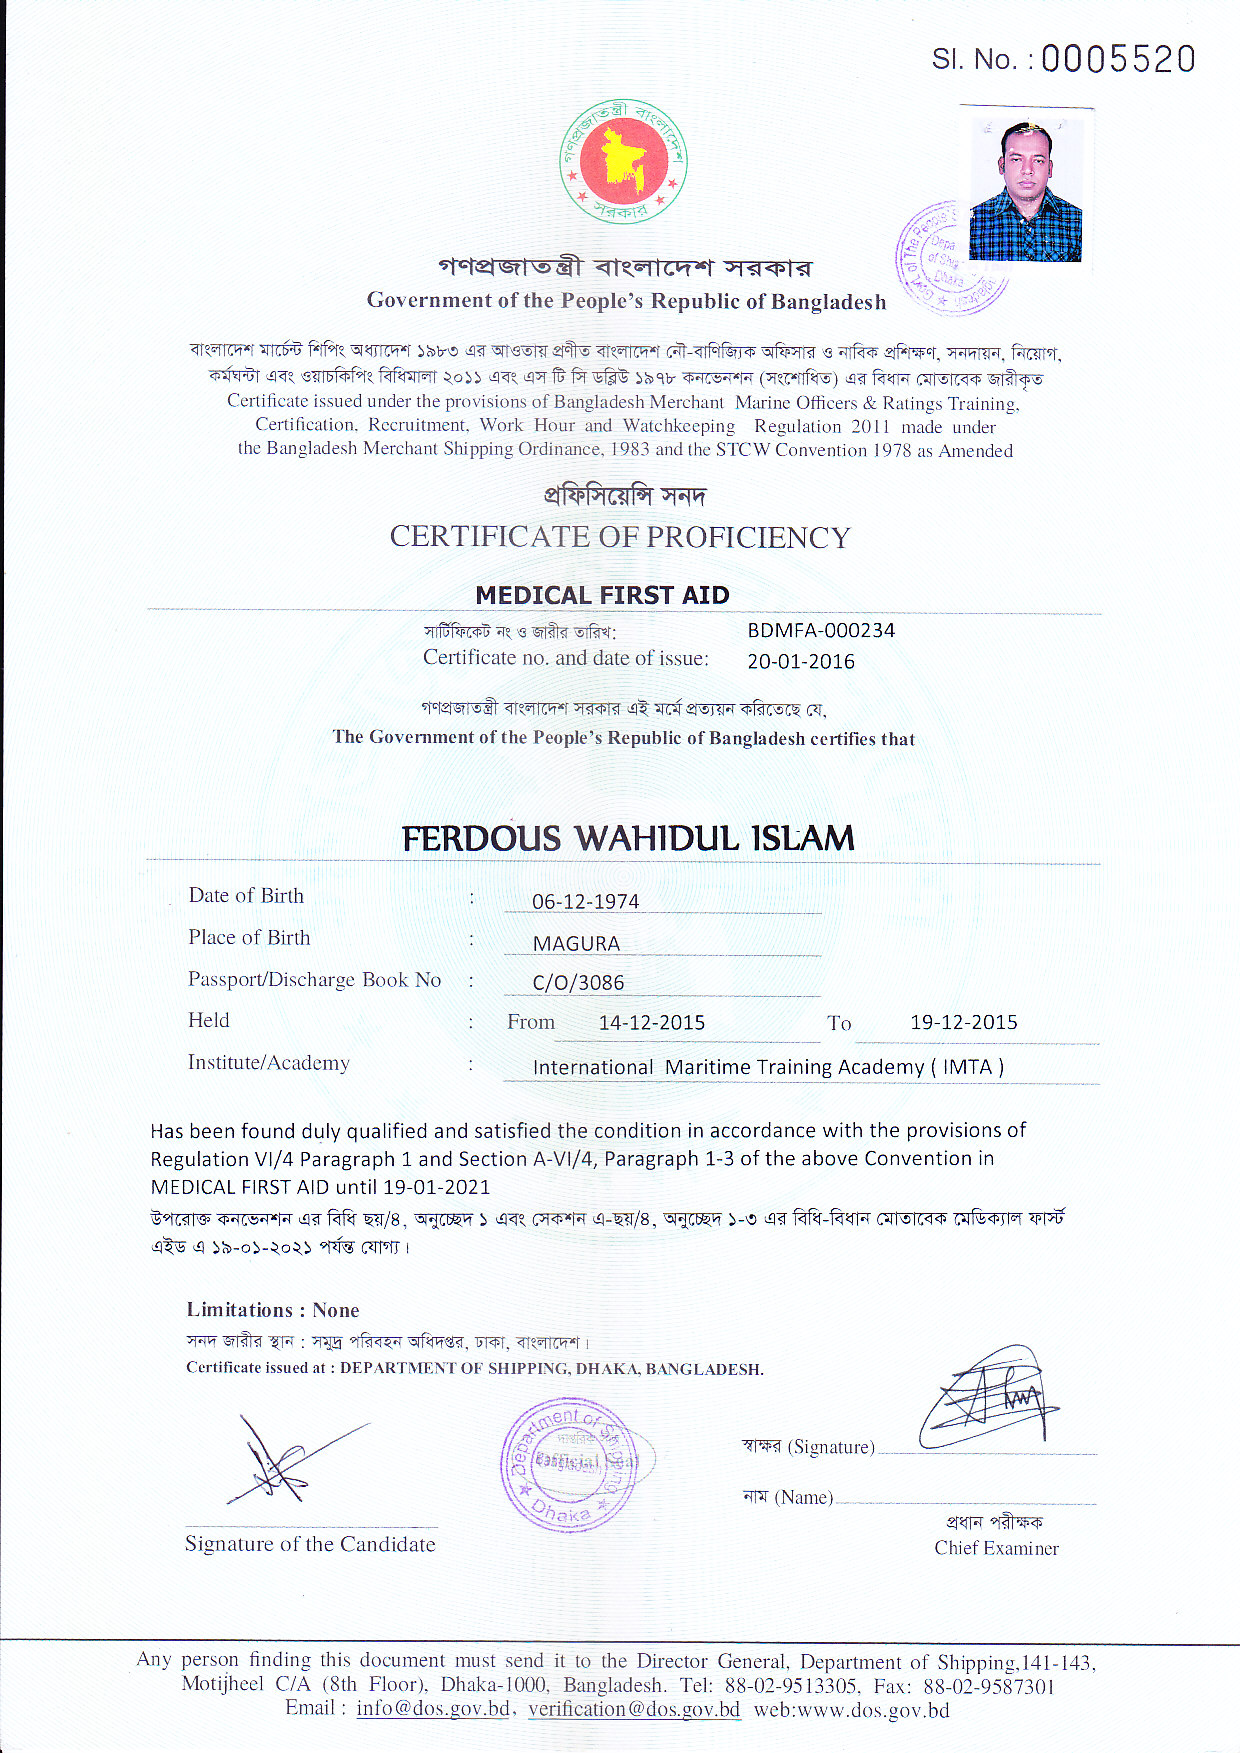 Sl. No. : 0005520
গণপ্রজাতন্ত্রী বাংলাদেশ
সরকার
গণপ্রজাতন্ত্রী বাংলাদেশ সরকার
Government of the People's Republic of Bangladesh
বাংলাদেশ মার্চেন্ট শিপিং অধ্যাদেশ ১৯৮৩ এর আওতায় প্রণীত বাংলাদেশ নৌ-বাণিজ্যিক অফিসার ও নাবিক প্রশিক্ষণ, সনদায়ন, নিয়োগ,
কর্মঘন্টা এবং ওয়াচকিপিং বিধিমালা ২০১১ এবং এস টি সি ডব্লিউ ১৯৭৮ কনভেনশন (সংশোধিত) এর বিধান মোতাবেক জারীকৃত
Certificate issued under the provisions of Bangladesh Merchant Marine Officers & Ratings Training,
Certification, Recruitment, Work Hour and Watchkeeping Regulation 2011 made under
the Bangladesh Merchant Shipping Ordinance, 1983 and the STCW Convention 1978 as Amended
প্রফিসিয়েন্সি সনদ
CERTIFICATE OF PROFICIENCY
MEDICAL FIRST AID
সার্টিফিকেট নং ও জারীর তারিখ: BDMFA-000234
Certificate no. and date of issue: 20-01-2016
গণপ্রজাতন্ত্রী বাংলাদেশ সরকার এই মর্মে প্রত্যয়ন করিতেছে যে,
The Government of the People's Republic of Bangladesh certifies that
FERDOUS WAHIDUL ISLAM
Date of Birth : 06-12-1974
Place of Birth : MAGURA
Passport/Discharge Book No : C/O/3086
Held : From 14-12-2015 To 19-12-2015
Institute/Academy : International Maritime Training Academy ( IMTA )
Has been found duly qualified and satisfied the condition in accordance with the provisions of
Regulation VI/4 Paragraph 1 and Section A-VI/4, Paragraph 1-3 of the above Convention in
MEDICAL FIRST AID until 19-01-2021
উপরোক্ত কনভেনশন এর বিধি ছয়/৪, অনুচ্ছেদ ১ এবং সেকশন এ-ছয়/৪, অনুচ্ছেদ ১-৩ এর বিধি-বিধান মোতাবেক মেডিক্যাল ফার্স্ট
এইড এ ১৯-০১-২০২১ পর্যন্ত যোগ্য।
Limitations : None
সনদ জারীর স্থান : সমুদ্র পরিবহন অধিদপ্তর, ঢাকা, বাংলাদেশ।
Certificate issued at : DEPARTMENT OF SHIPPING, DHAKA, BANGLADESH.
Department of Shipping
Dhaka
স্বাক্ষর (Signature)
নাম (Name)
প্রধান পরীক্ষক
Signature of the Candidate
Chief Examiner
Any person finding this document must send it to the Director General, Department of Shipping,141-143,
Motijheel C/A (8th Floor), Dhaka-1000, Bangladesh. Tel: 88-02-9513305, Fax: 88-02-9587301
Email : info@dos.gov.bd, verification@dos.gov.bd web:www.dos.gov.bd